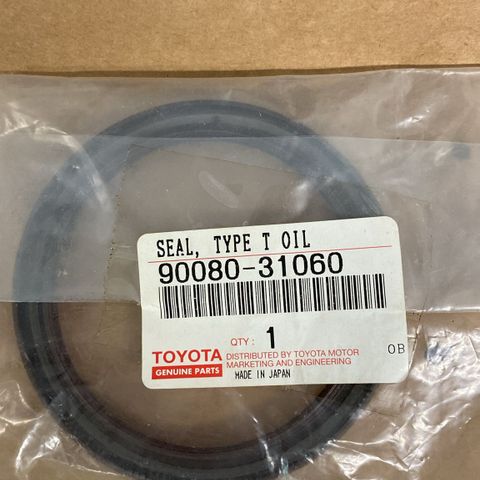 SEAL, TYPE T OIL
90080-31060
QTY: 1
TOYOTA
GENUINE PARTS
DISTRIBUTED BY TOYOTA MOTOR
MARKETING AND ENGINEERING
MADE IN JAPAN
OB